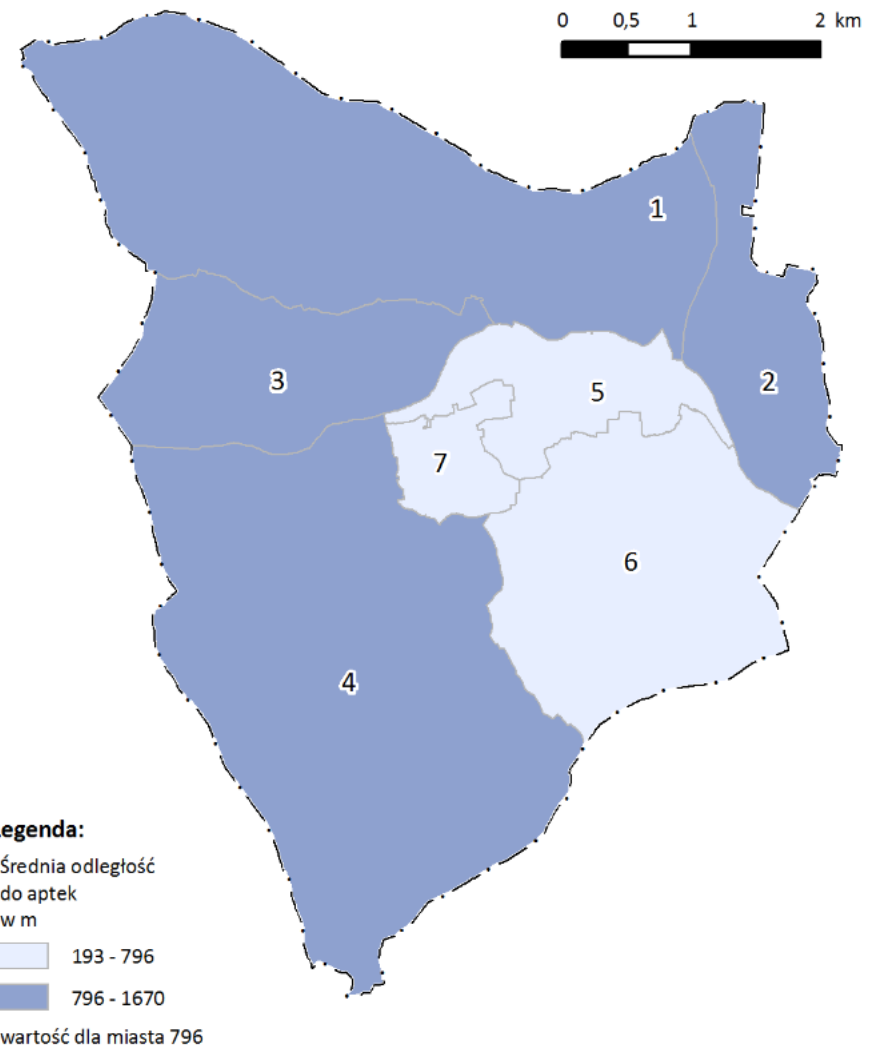 0 0,5 1 2 km
1
2
3
5
7
6
4
egenda:
Średnia odległość
do aptek
w m
193 - 796
796 - 1670
wartość dla miasta 796